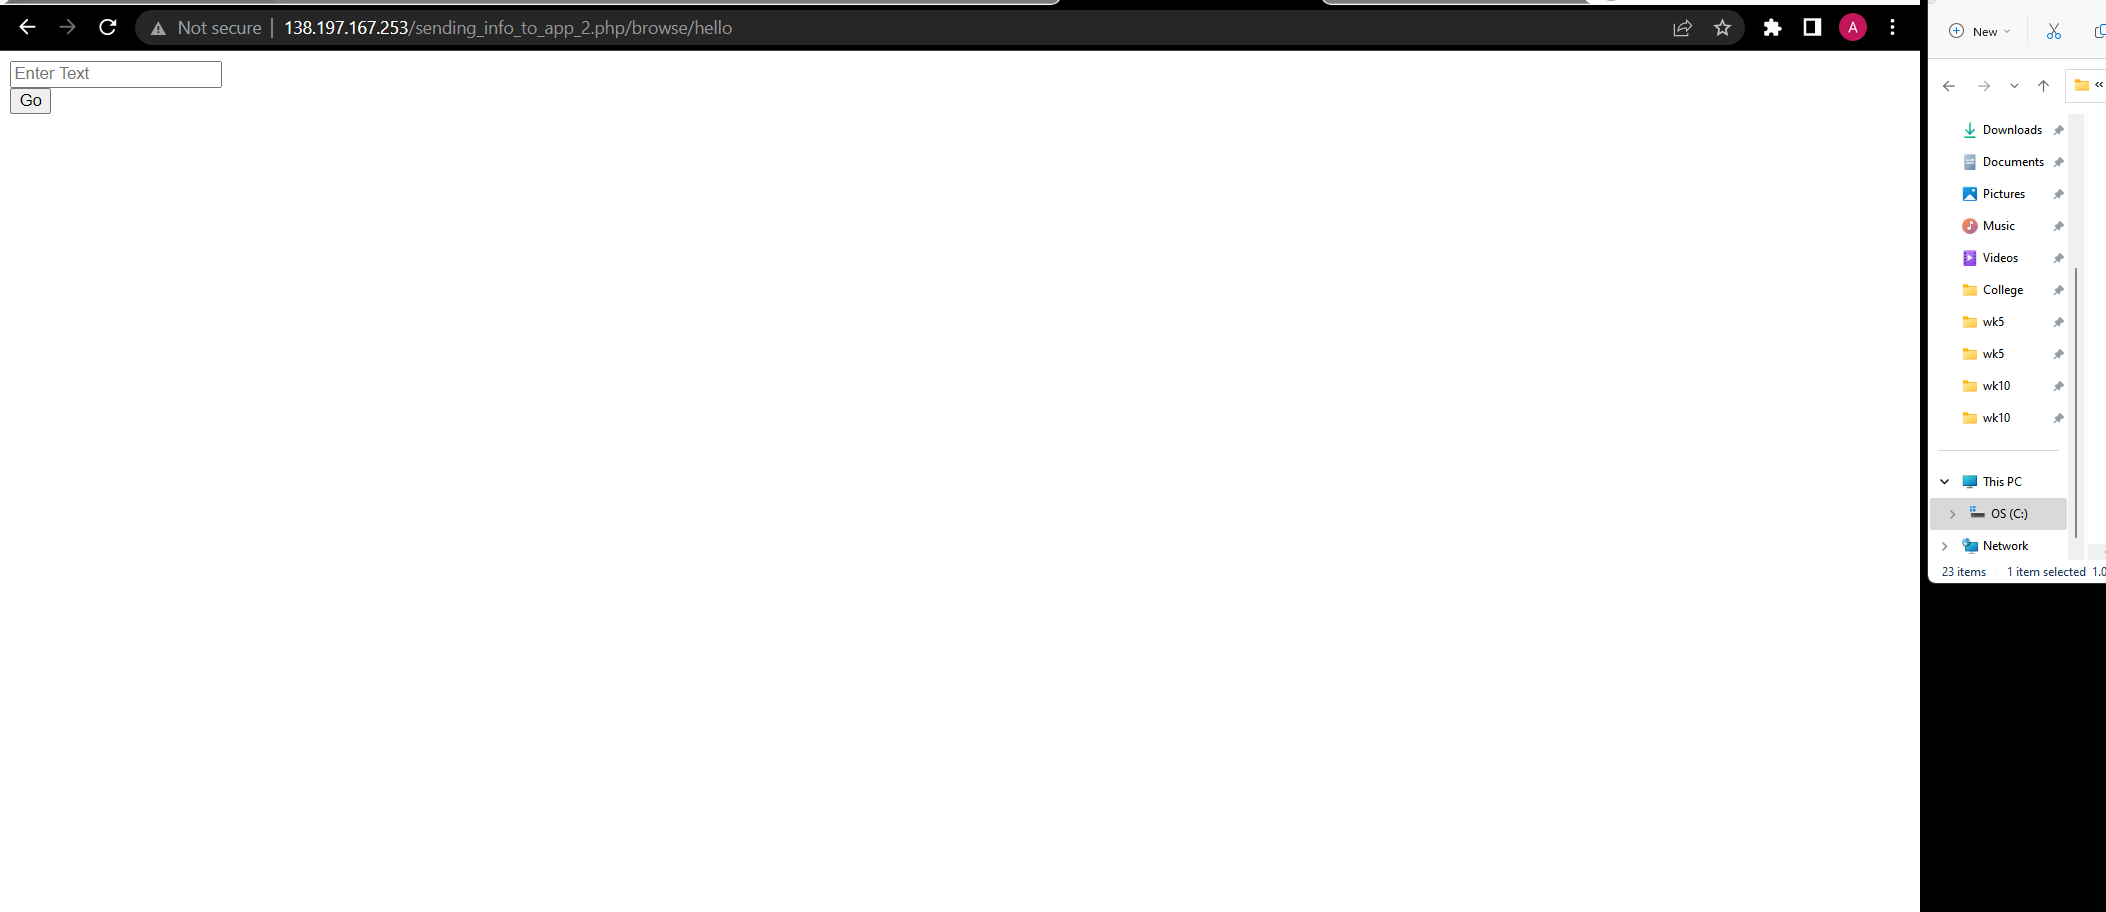 Not secure | 138.197.167.253/sending_info_to_app_2.php/browse/hello
A
Enter Text
Go
New
«
Downloads
Documents
Pictures
Music
Videos
College
wk5
wk5
wk10
wk10
This PC
OS (C:)
Network
23 items 1 item selected 1.0